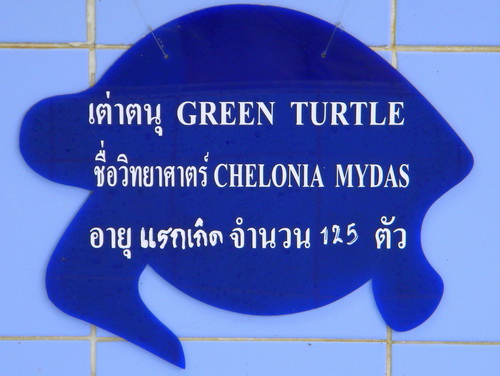 เต่าตนุ GREEN TURTLE
ชื่อวิทยาศาตร์ CHELONIA MYDAS
อายุ แรกเกิด จำนวน 125 ตัว